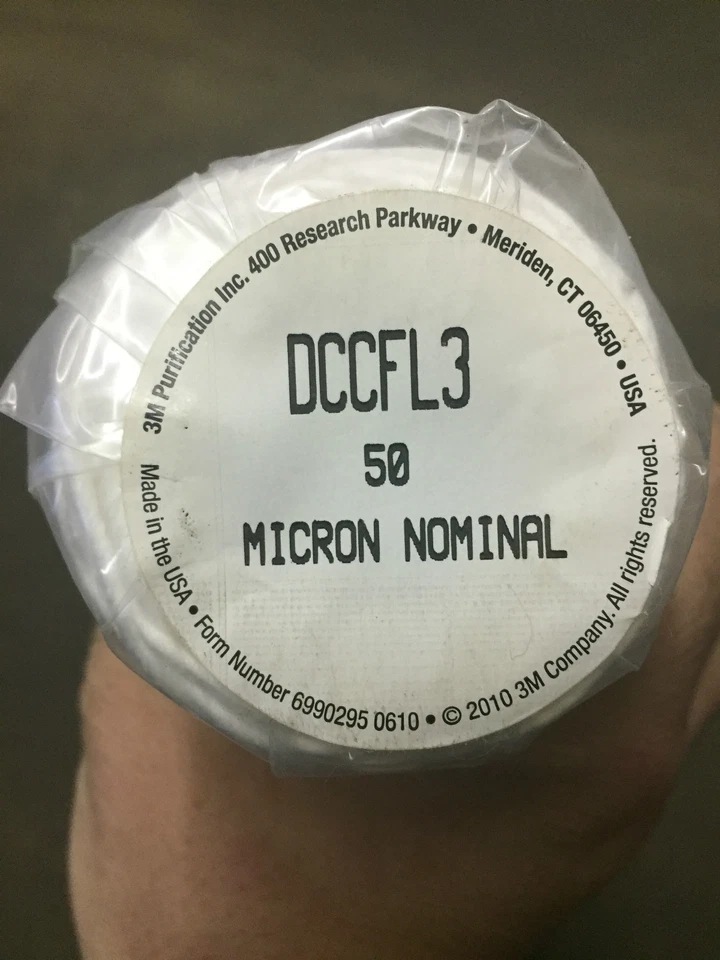 3M Purification Inc. 400 Research Parkway • Meriden, CT 06450 • USA
DCCFL3
50
MICRON NOMINAL
Made in the USA • Form Number 6990295 0610 • © 2010 3M Company. All rights reserved.